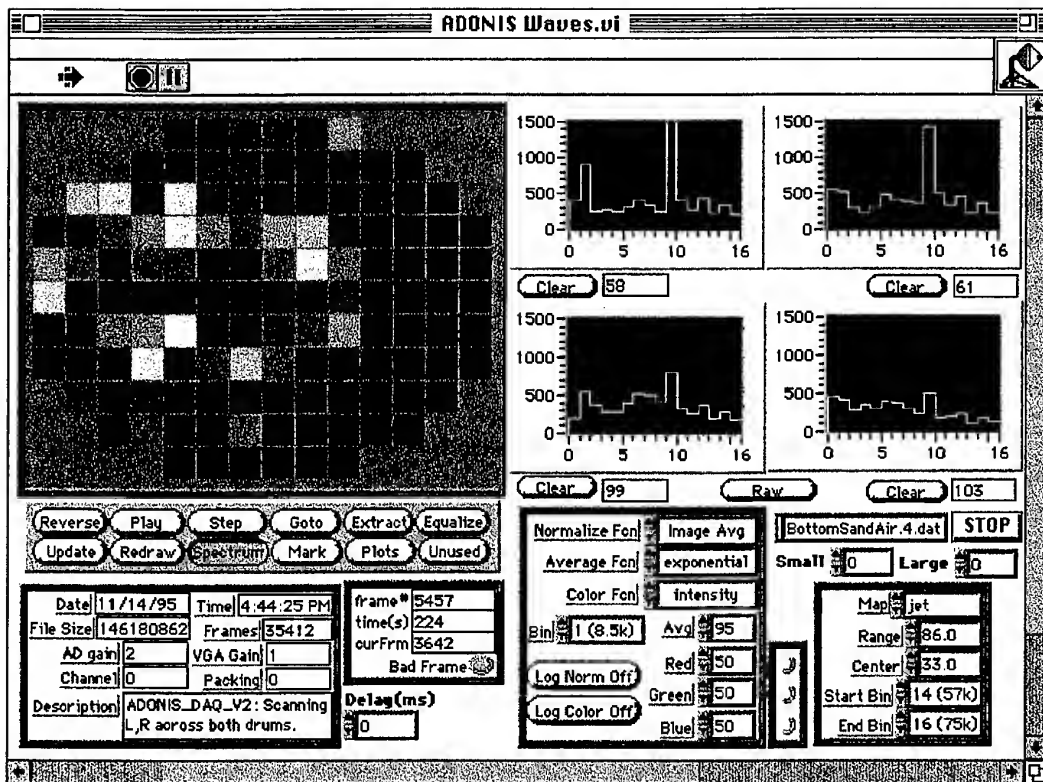 ADONIS Waves.vi
1500
1000
500
0
0 5 10 16
1500
1000
500
0
0 5 10 16
Clear 58
Clear 61
1500
1000
500
0
0 5 10 16
1500
1000
500
0
0 5 10 16
Clear 99 Raw Clear 103
Reverse Play Step Goto Extract Equalize
Update Redraw Spectrum Mark Plots Unused
Date 11/14/95 Time 4:44:25 PM
File Size 146180862 Frames 35412
AD gain 2 VGA Gain 1
Channel 0 Packing 0
Description ADONIS_DAQ_V2: Scanning
L,R across both drums.
frame# 5457
time(s) 224
curFrm 3642
Bad Frame
Delay(ms)
0
Normalize Fcn Image Avg
Average Fcn exponential
Color Fcn intensity
Bin 1 (8.5k) Avg 95
Log Norm Off Red 50
Green 50
Log Color Off Blue 50
BottomSandAir.4.dat STOP
Small 0 Large 0
Map jet
Range 86.0
Center 33.0
Start Bin 14 (57k)
End Bin 16 (75k)